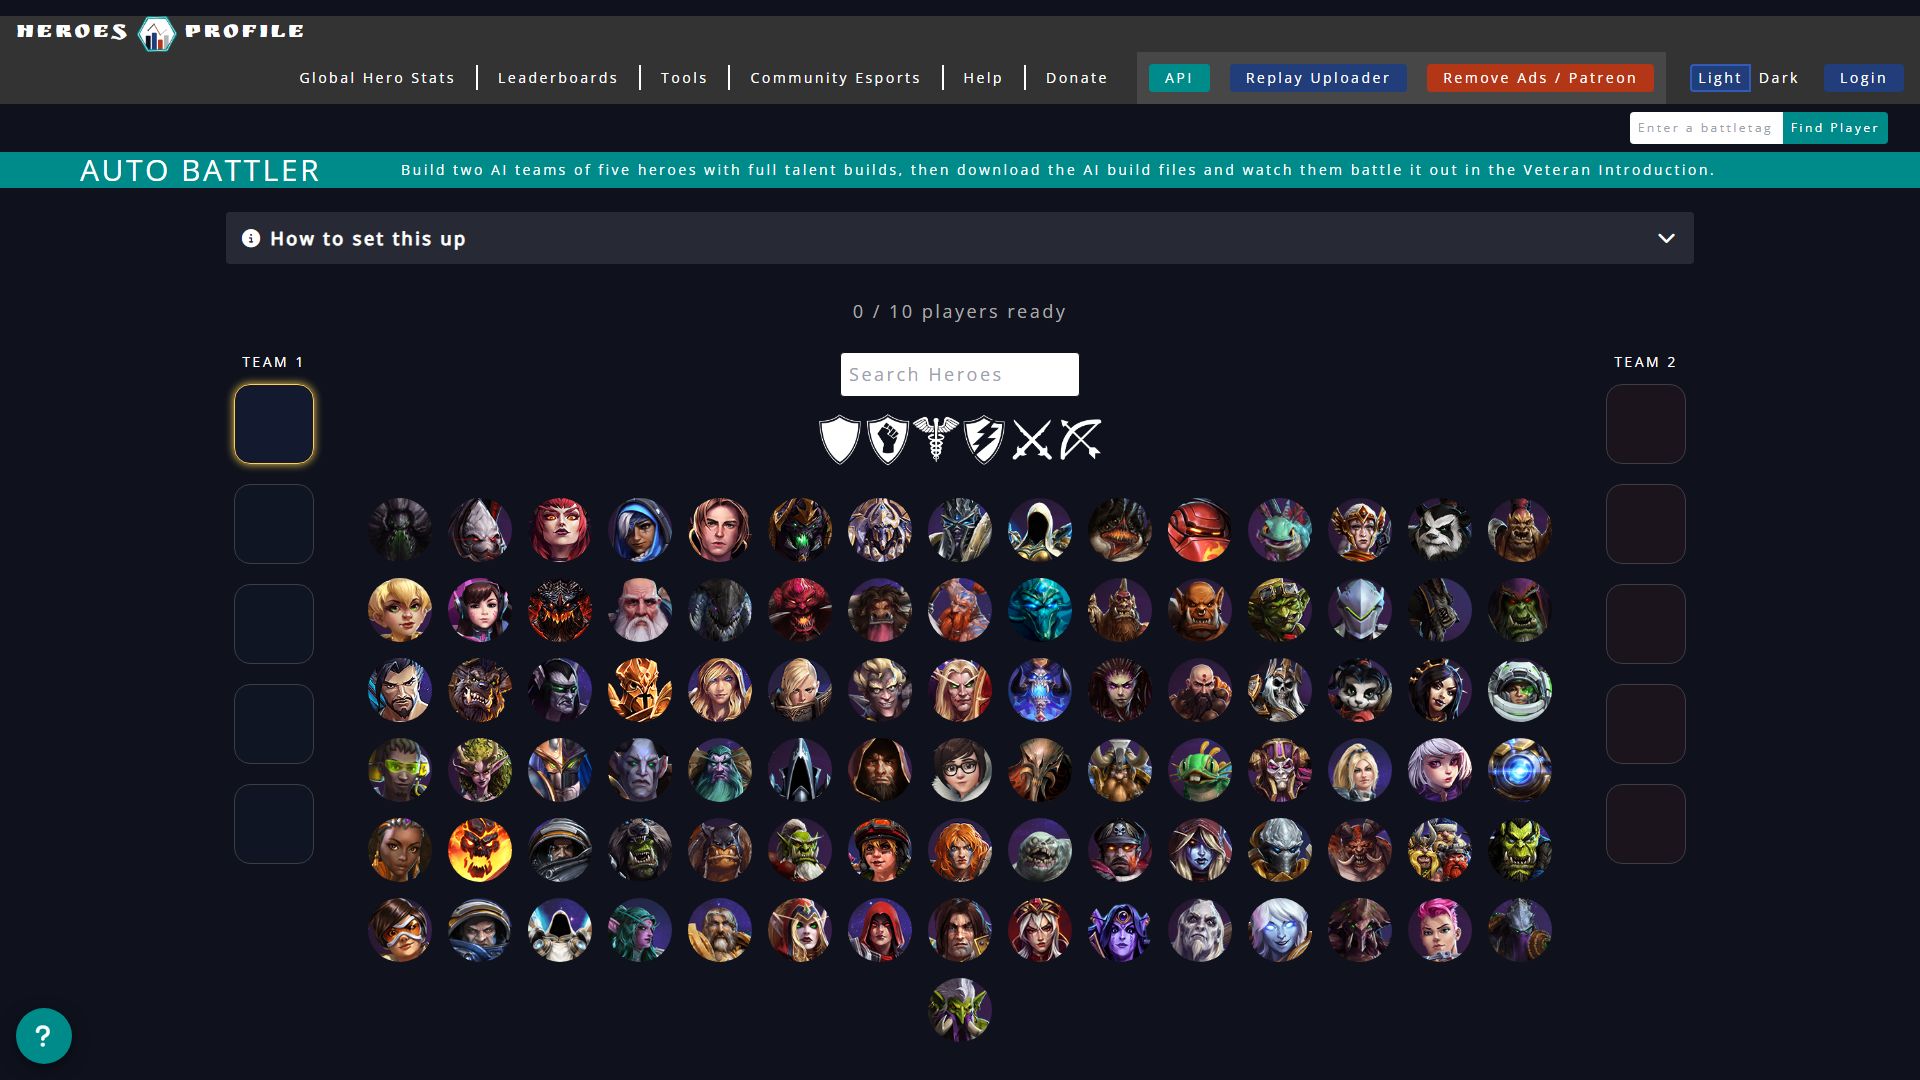 HEROES PROFILE
Global Hero Stats
Leaderboards
Tools
Community Esports
Help
Donate
API
Replay Uploader
Remove Ads / Patreon
Light
Dark
Login
Enter a battletag
Find Player
AUTO BATTLER
Build two AI teams of five heroes with full talent builds, then download the AI build files and watch them battle it out in the Veteran Introduction.
How to set this up
0 / 10 players ready
TEAM 1
Search Heroes
TEAM 2
?